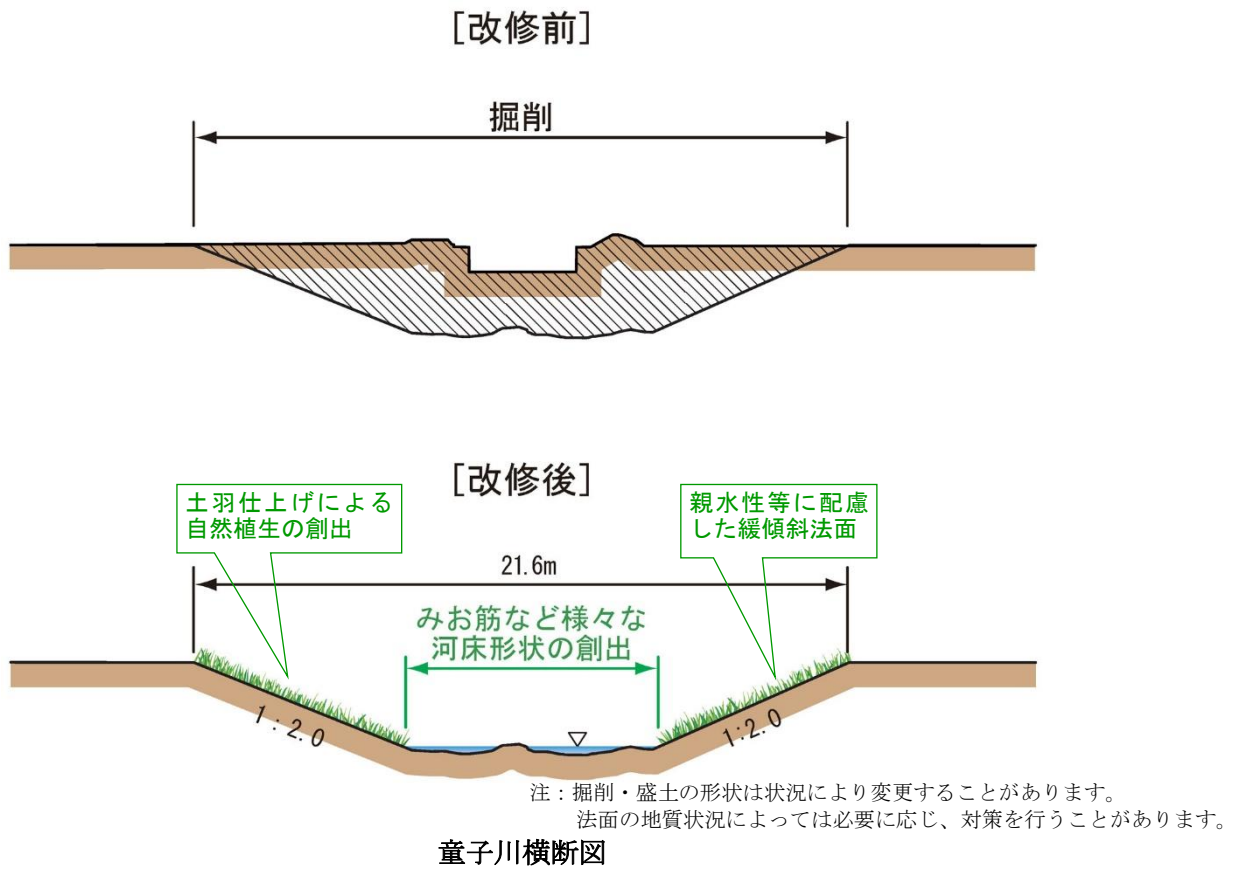 ［改修前］
掘削
［改修後］
土羽仕上げによる
自然植生の創出
親水性等に配慮
した緩傾斜法面
21.6m
みお筋など様々な
河床形状の創出
1：2.0
1:2.0
注：掘削・盛土の形状は状況により変更することがあります。
法面の地質状況によっては必要に応じ、対策を行うことがあります。
童子川横断図